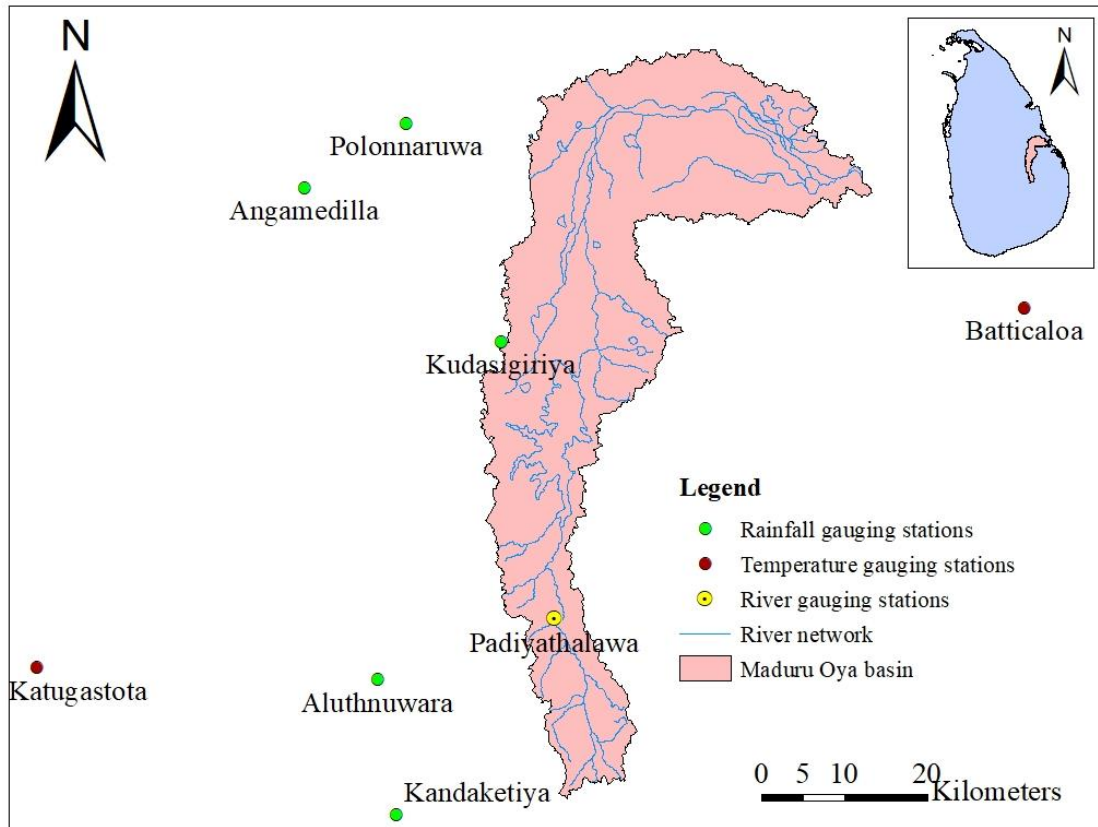 N
N
Polonnaruwa
Angamedilla
Batticaloa
Kudasigiriya
Legend
Rainfall gauging stations
Temperature gauging stations
River gauging stations
River network
Maduru Oya basin
Padiyathalawa
Katugastota
Aluthnuwara
Kandaketiya
0 5 10 20
Kilometers